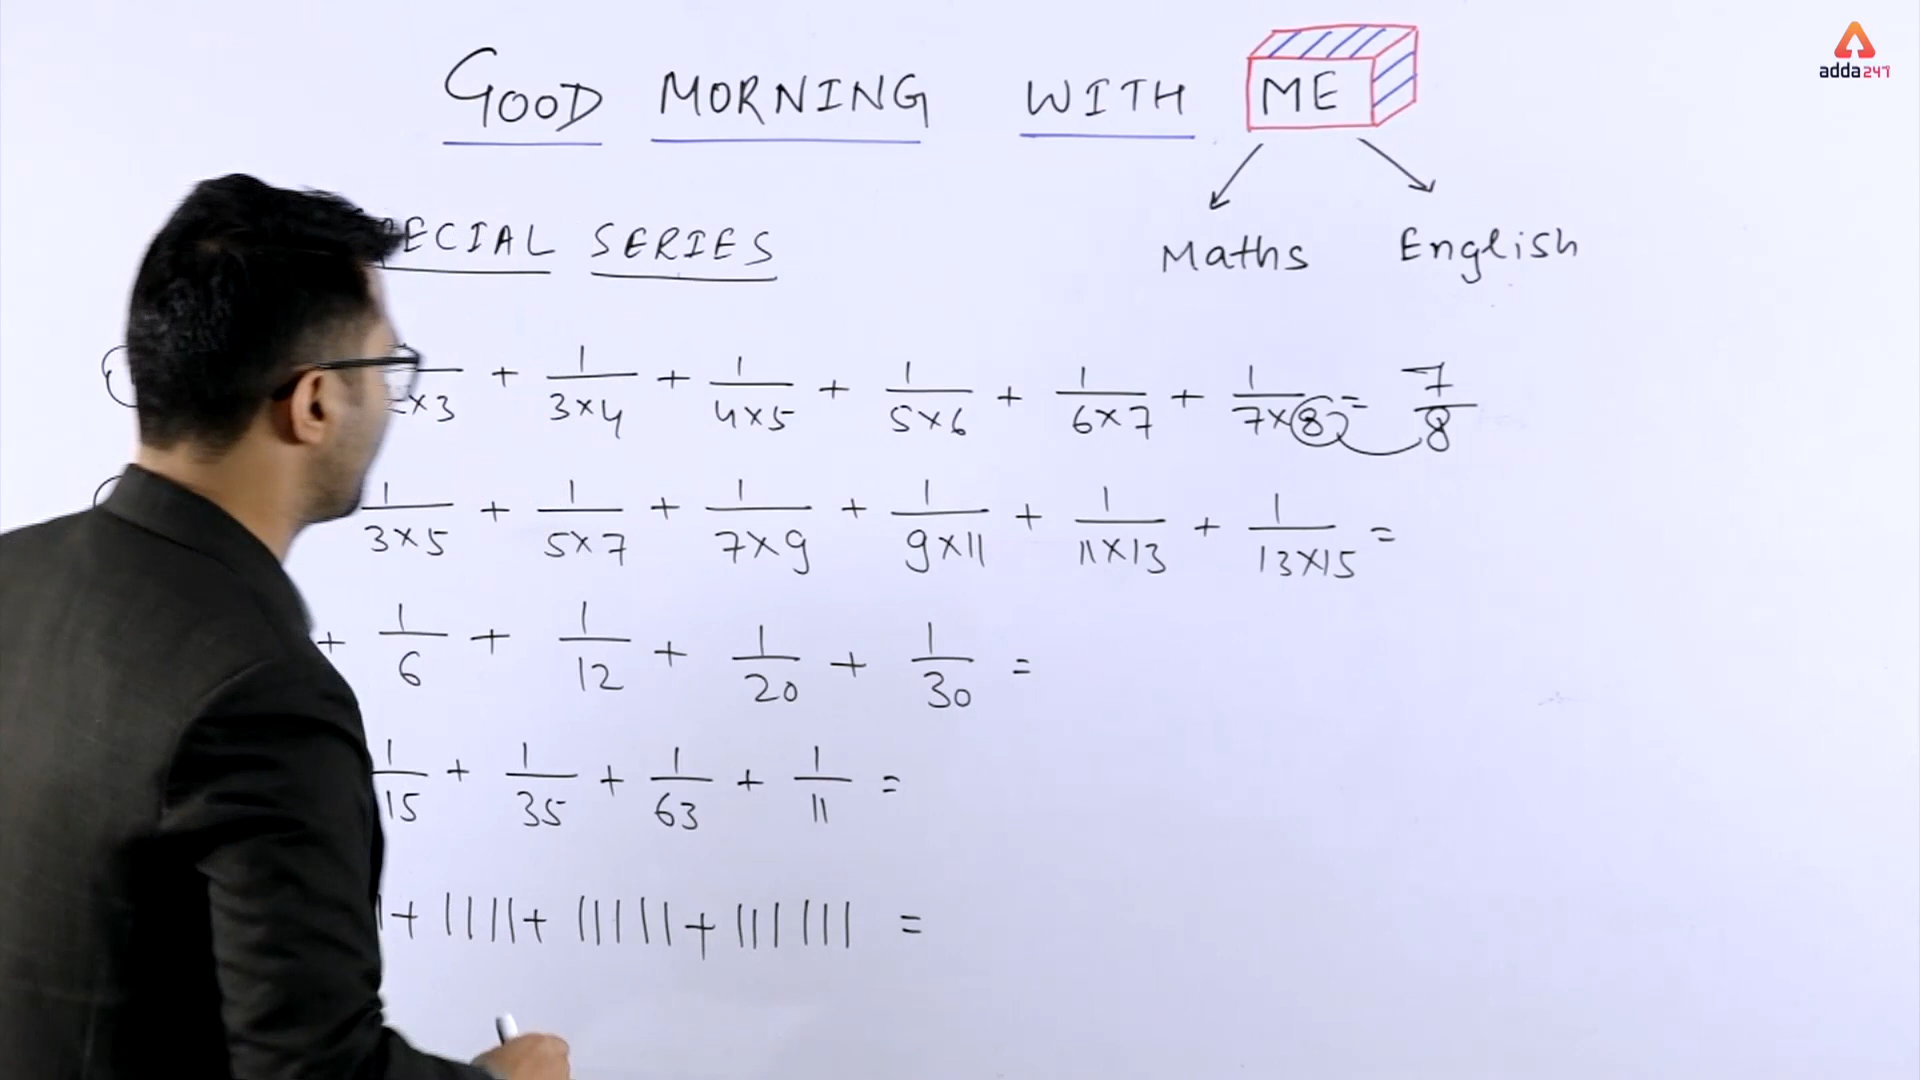 GOOD MORNING WITH ME
adda247
Maths English
SERIES
×3 + 1/3×4 + 1/4×5 + 1/5×6 + 1/6×7 + 1/7×8 = 7/8
1/3×5 + 1/5×7 + 1/7×9 + 1/9×11 + 1/11×13 + 1/13×15 =
+ 1/6 + 1/12 + 1/20 + 1/30 =
1/15 + 1/35 + 1/63 + 1/11 =
+ 1111 + 11111 + 111111 =